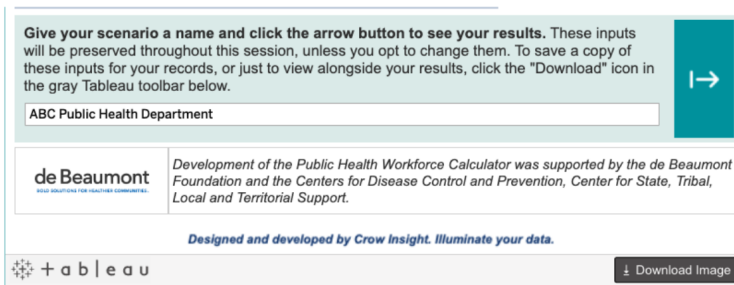 Give your scenario a name and click the arrow button to see your results. These inputs
will be preserved throughout this session, unless you opt to change them. To save a copy of
these inputs for your records, or just to view alongside your results, click the "Download" icon in
the gray Tableau toolbar below.
ABC Public Health Department
de Beaumont
BOLD SOLUTIONS FOR HEALTHIER COMMUNITIES.
Development of the Public Health Workforce Calculator was supported by the de Beaumont
Foundation and the Centers for Disease Control and Prevention, Center for State, Tribal,
Local and Territorial Support.
Designed and developed by Crow Insight. Illuminate your data.
+ a b | e a u
Download Image